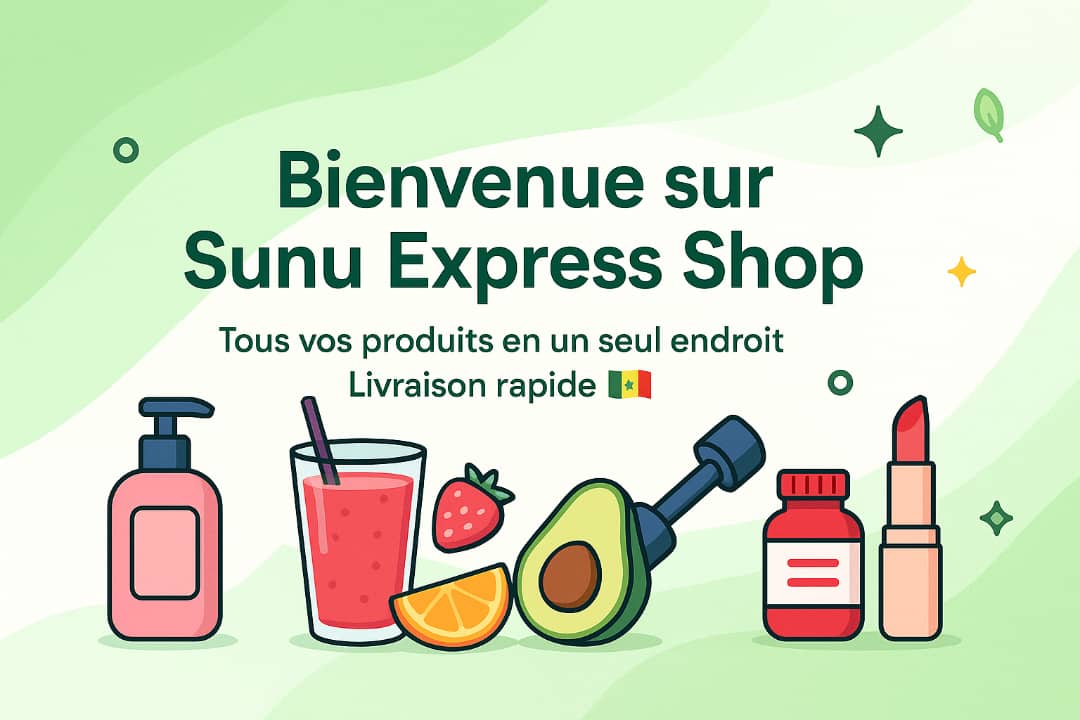 Bienvenue sur
Sunu Express Shop
Tous vos produits en un seul endroit
Livraison rapide 🇸🇳